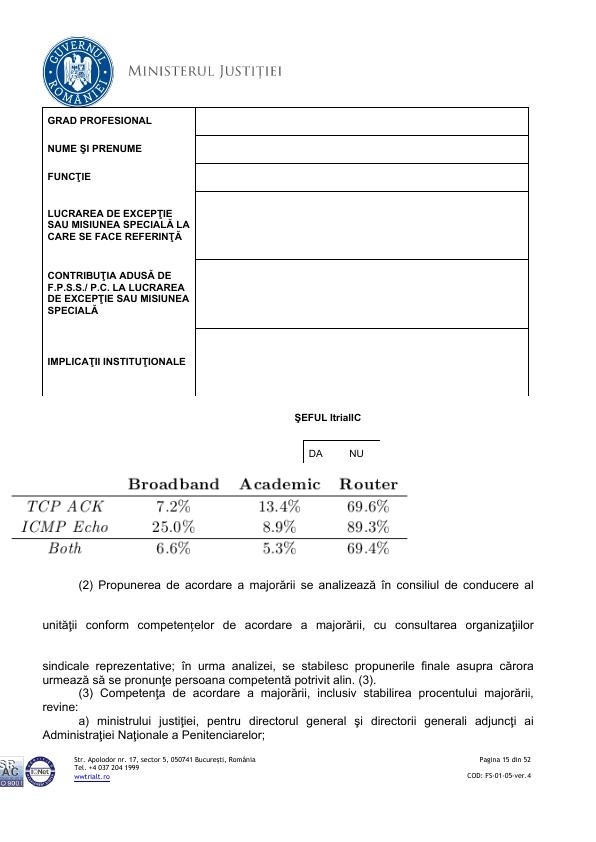 GUVERNUL ROMÂNIEI
MINISTERUL JUSTIȚIEI
GRAD PROFESIONAL
NUME ŞI PRENUME
FUNCŢIE
LUCRAREA DE EXCEPŢIE
SAU MISIUNEA SPECIALĂ LA
CARE SE FACE REFERINŢĂ
CONTRIBUŢIA ADUSĂ DE
F.P.S.S./ P.C. LA LUCRAREA
DE EXCEPŢIE SAU MISIUNEA
SPECIALĂ
IMPLICAŢII INSTITUŢIONALE
ŞEFUL ItrialIC
DA NU
Broadband Academic Router
TCP ACK 7.2% 13.4% 69.6%
ICMP Echo 25.0% 8.9% 89.3%
Both 6.6% 5.3% 69.4%
(2) Propunerea de acordare a majorării se analizează în consiliul de conducere al
unităţii conform competențelor de acordare a majorării, cu consultarea organizaţiilor
sindicale reprezentative; în urma analizei, se stabilesc propunerile finale asupra cărora
urmează să se pronunţe persoana competentă potrivit alin. (3).
(3) Competenţa de acordare a majorării, inclusiv stabilirea procentului majorării,
revine:
a) ministrului justiţiei, pentru directorul general şi directorii generali adjuncţi ai
Administraţiei Naţionale a Penitenciarelor;
Str. Apolodor nr. 17, sector 5, 050741 București, România
Tel. +4 037 204 1999
wwtrialt.ro
Pagina 15 din 52
COD: FS-01-05-ver.4
AC
ISO 9001
IQNet